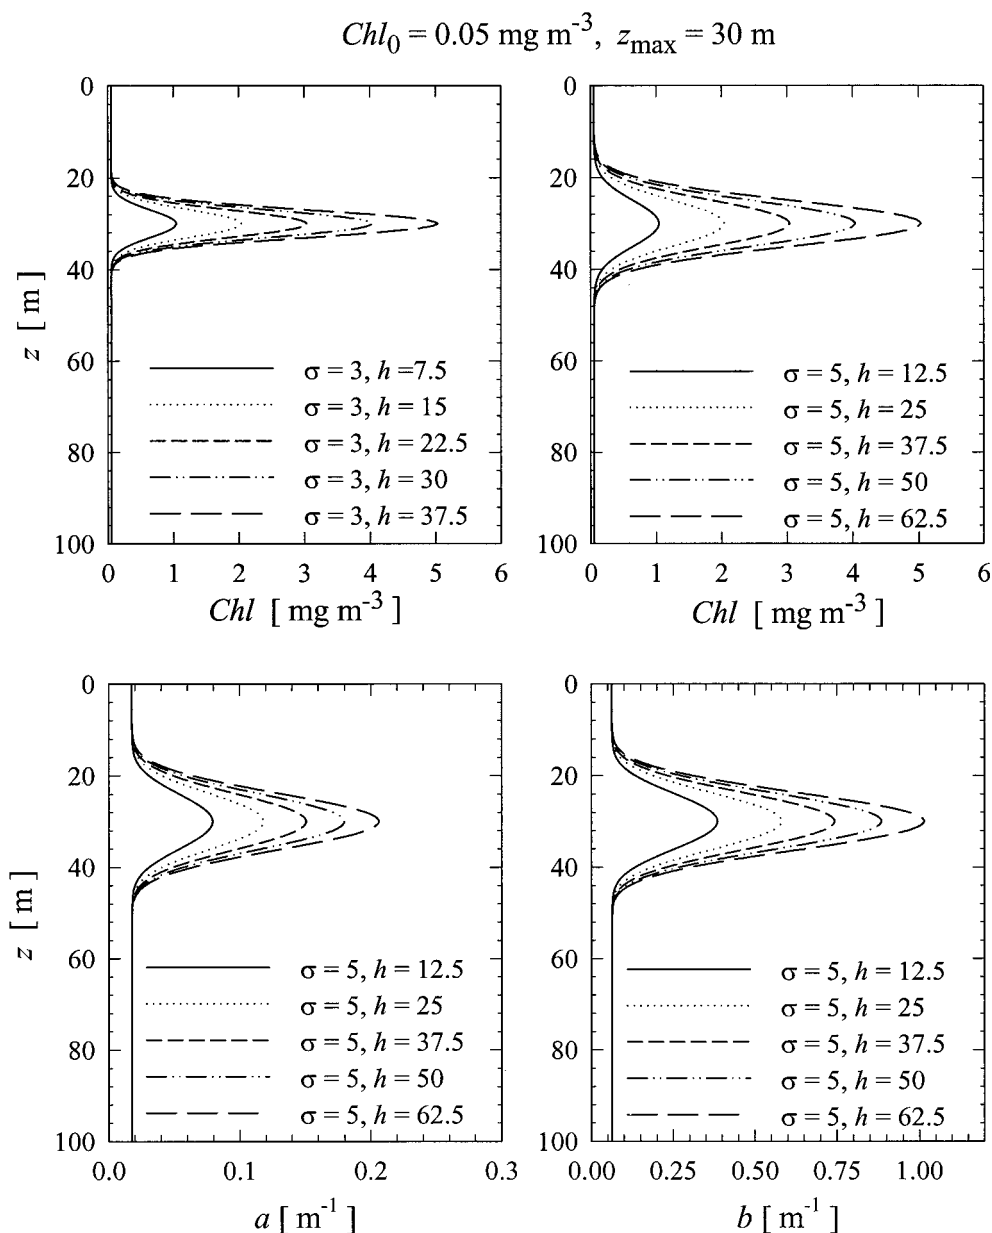 Chl₀ = 0.05 mg m⁻³, z_max = 30 m
0
20
40
60
80
100
z [ m ]
0 1 2 3 4 5 6
Chl [ mg m⁻³ ]
σ = 3, h =7.5
σ = 3, h = 15
σ = 3, h = 22.5
σ = 3, h = 30
σ = 3, h = 37.5
0
20
40
60
80
100
0 1 2 3 4 5 6
Chl [ mg m⁻³ ]
σ = 5, h = 12.5
σ = 5, h = 25
σ = 5, h = 37.5
σ = 5, h = 50
σ = 5, h = 62.5
0
20
40
60
80
100
z [ m ]
0.0 0.1 0.2 0.3
a [ m⁻¹ ]
σ = 5, h = 12.5
σ = 5, h = 25
σ = 5, h = 37.5
σ = 5, h = 50
σ = 5, h = 62.5
0
20
40
60
80
100
0.00 0.25 0.50 0.75 1.00
b [ m⁻¹ ]
σ = 5, h = 12.5
σ = 5, h = 25
σ = 5, h = 37.5
σ = 5, h = 50
σ = 5, h = 62.5